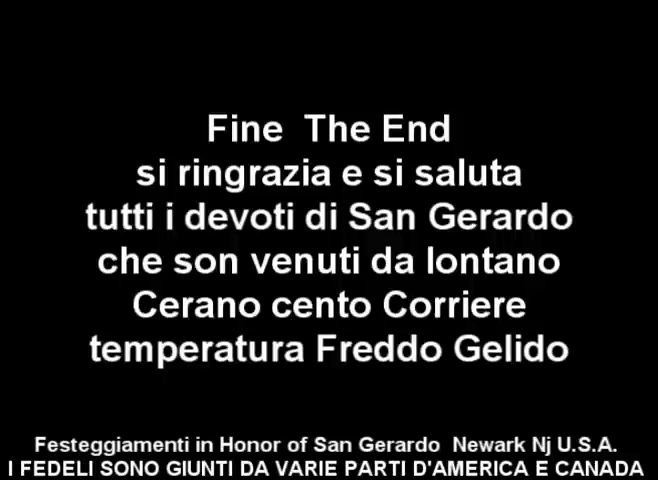 Fine  The End
si ringrazia e si saluta
tutti i devoti di San Gerardo
che son venuti da lontano
Cerano cento Corriere
temperatura Freddo Gelido
Festeggiamenti in Honor of San Gerardo  Newark Nj U.S.A.
I FEDELI SONO GIUNTI DA VARIE PARTI D'AMERICA E CANADA